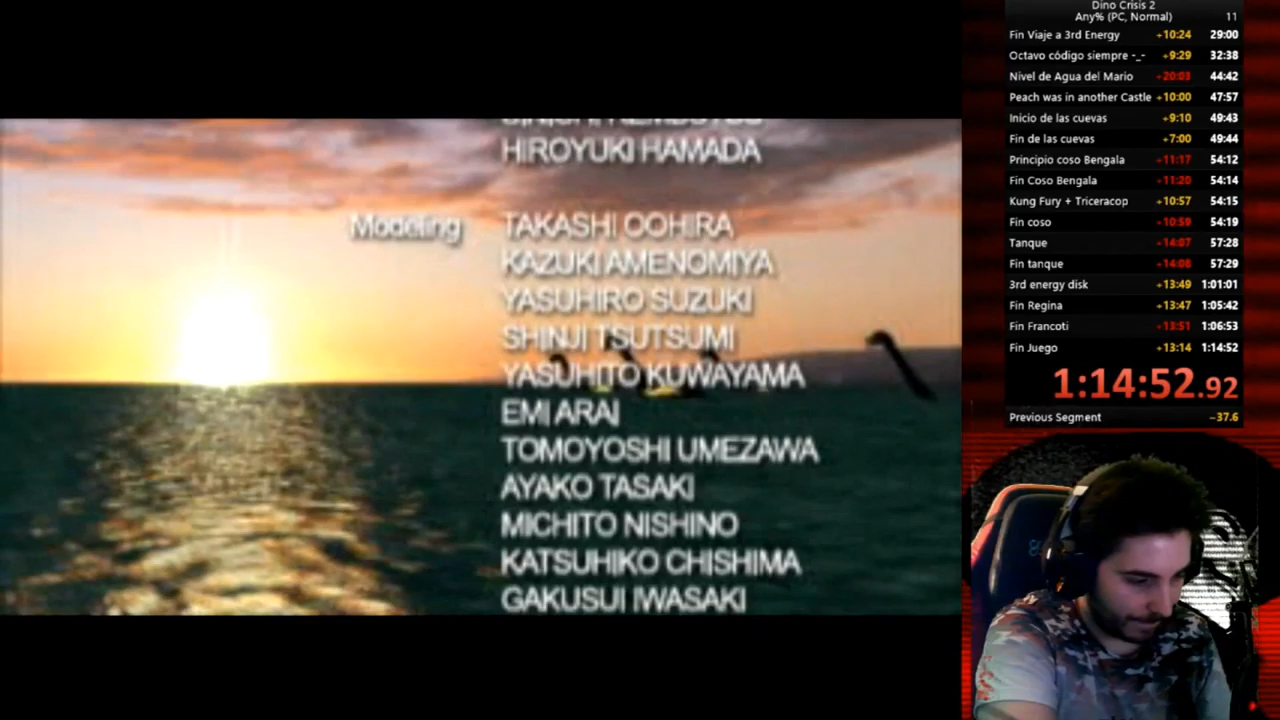 HIROYUKI HAMADA
Modeling TAKASHI OOHIRA
KAZUKI AMENOMIYA
YASUHIRO SUZUKI
SHINJI TSUTSUMI
YASUHITO KUWAYAMA
EMI ARAI
TOMOYOSHI UMEZAWA
AYAKO TASAKI
MICHITO NISHINO
KATSUHIKO CHISHIMA
GAKUSUI IWASAKI
Dino Crisis 2
Any% (PC, Normal) 11
Fin Viaje a 3rd Energy +10:24 29:00
Octavo código siempre -_- +9:29 32:38
Nivel de Agua del Mario +20:03 44:42
Peach was in another Castle +10:00 47:57
Inicio de las cuevas +9:10 49:43
Fin de las cuevas +7:00 49:44
Principio coso Bengala +11:17 54:12
Fin Coso Bengala +11:20 54:14
Kung Fury + Triceracop +10:57 54:15
Fin coso +10:59 54:19
Tanque +14:07 57:28
Fin tanque +14:08 57:29
3rd energy disk +13:49 1:01:01
Fin Regina +13:47 1:05:42
Fin Francoti +13:51 1:06:53
Fin Juego +13:14 1:14:52
1:14:52.92
Previous Segment −37.6